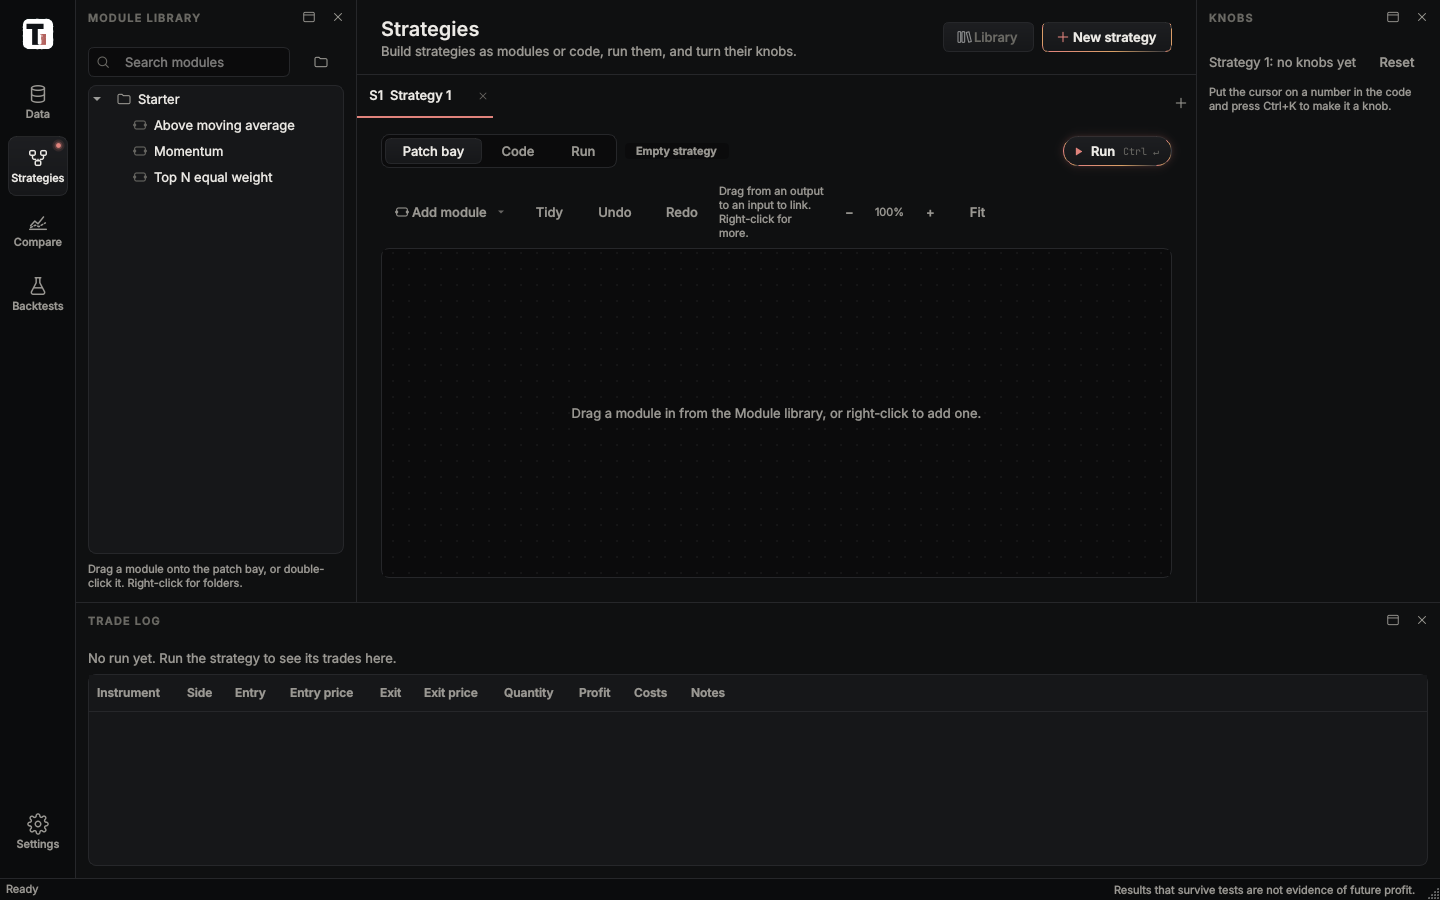 MODULE LIBRARY
Search modules
Starter
Above moving average
Momentum
Top N equal weight
Drag a module onto the patch bay, or double-
click it. Right-click for folders.
Data
Strategies
Compare
Backtests
Settings
Strategies
Build strategies as modules or code, run them, and turn their knobs.
Library
+ New strategy
S1 Strategy 1
Patch bay
Code
Run
Empty strategy
Run Ctrl ↵
Add module
Tidy
Undo
Redo
Drag from an output
to an input to link.
Right-click for
more.
− 100% +
Fit
Drag a module in from the Module library, or right-click to add one.
KNOBS
Strategy 1: no knobs yet
Reset
Put the cursor on a number in the code
and press Ctrl+K to make it a knob.
TRADE LOG
No run yet. Run the strategy to see its trades here.
Instrument Side Entry Entry price Exit Exit price Quantity Profit Costs Notes
Ready
Results that survive tests are not evidence of future profit.